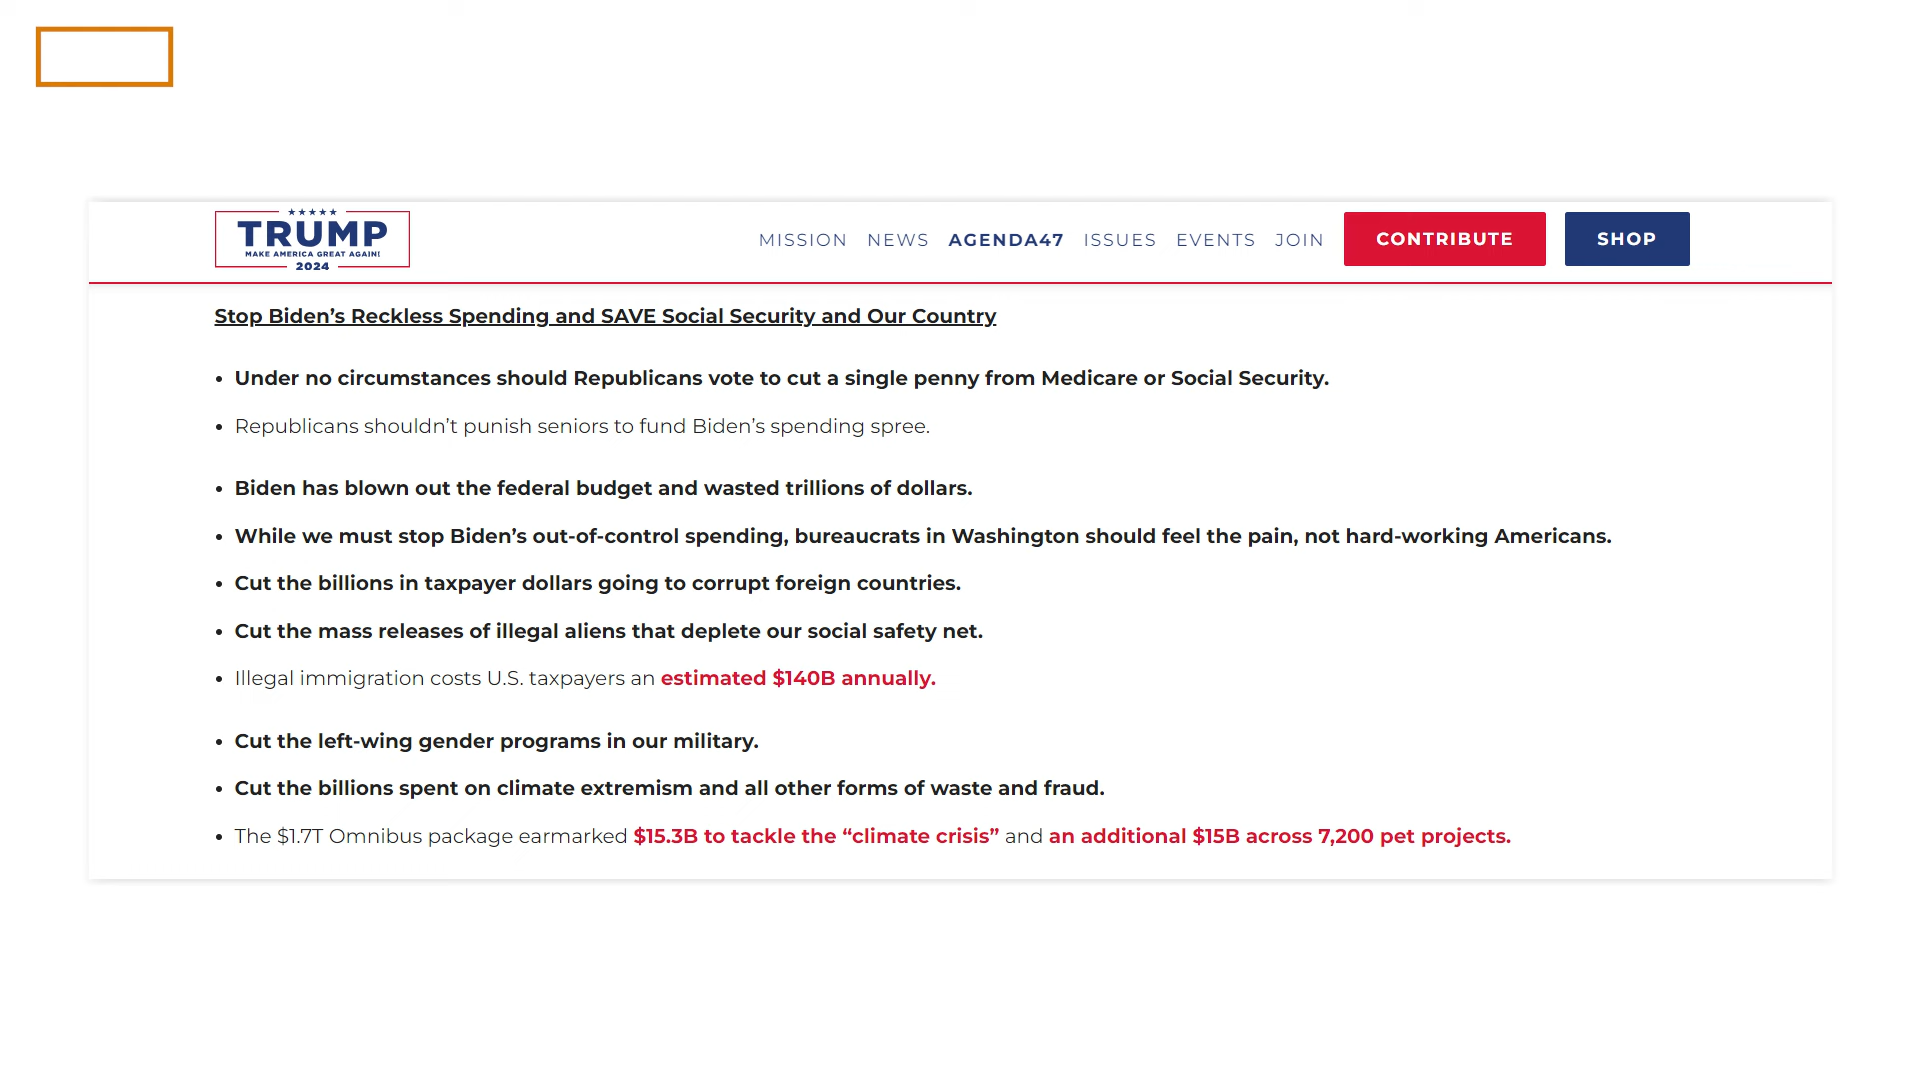 ★★★★★
TRUMP
MAKE AMERICA GREAT AGAIN!
2024
MISSION NEWS AGENDA47 ISSUES EVENTS JOIN CONTRIBUTE SHOP
Stop Biden’s Reckless Spending and SAVE Social Security and Our Country
• Under no circumstances should Republicans vote to cut a single penny from Medicare or Social Security.
• Republicans shouldn’t punish seniors to fund Biden’s spending spree.
• Biden has blown out the federal budget and wasted trillions of dollars.
• While we must stop Biden’s out-of-control spending, bureaucrats in Washington should feel the pain, not hard-working Americans.
• Cut the billions in taxpayer dollars going to corrupt foreign countries.
• Cut the mass releases of illegal aliens that deplete our social safety net.
• Illegal immigration costs U.S. taxpayers an estimated $140B annually.
• Cut the left-wing gender programs in our military.
• Cut the billions spent on climate extremism and all other forms of waste and fraud.
• The $1.7T Omnibus package earmarked $15.3B to tackle the “climate crisis” and an additional $15B across 7,200 pet projects.